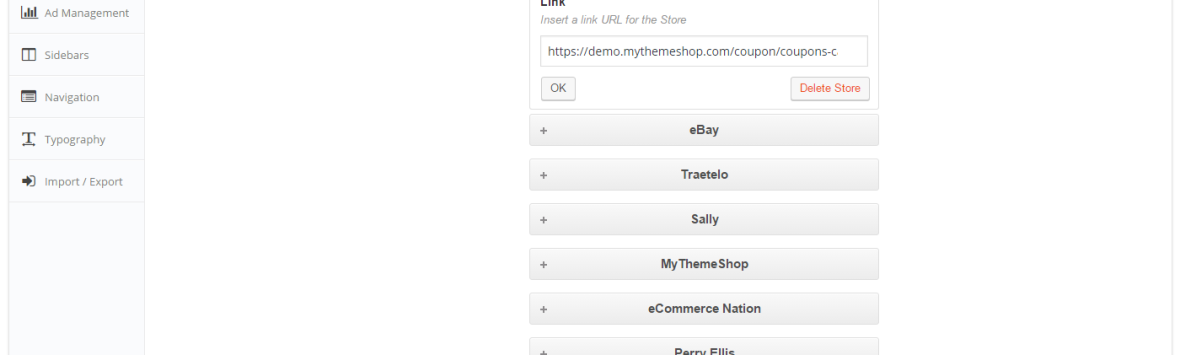 Ad Management
Sidebars
Navigation
Typography
Import / Export
Link
Insert a link URL for the Store
https://demo.mythemeshop.com/coupon/coupons-c
OK
Delete Store
+ eBay
+ Traetelo
+ Sally
+ MyThemeShop
+ eCommerce Nation
+ Perry Ellis